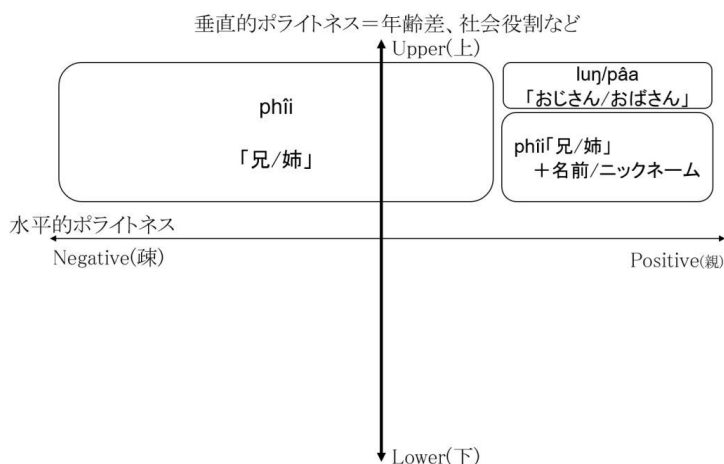 垂直的ポライトネス＝年齢差、社会役割など
Upper(上)
phîi
「兄/姉」
luŋ/pâa
「おじさん/おばさん」
phîi「兄/姉」
＋名前/ニックネーム
水平的ポライトネス
Negative(疎)
Positive(親)
Lower(下)